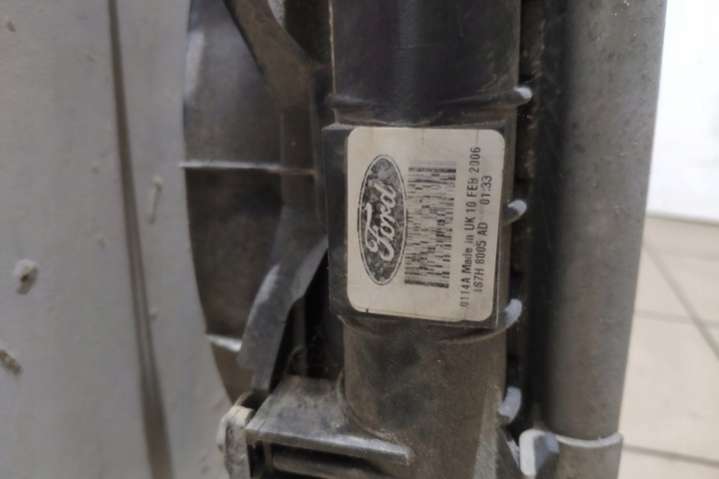 Ford
0114A Made in UK 10 FEB 2006
1S7H 8005 AD 01:33